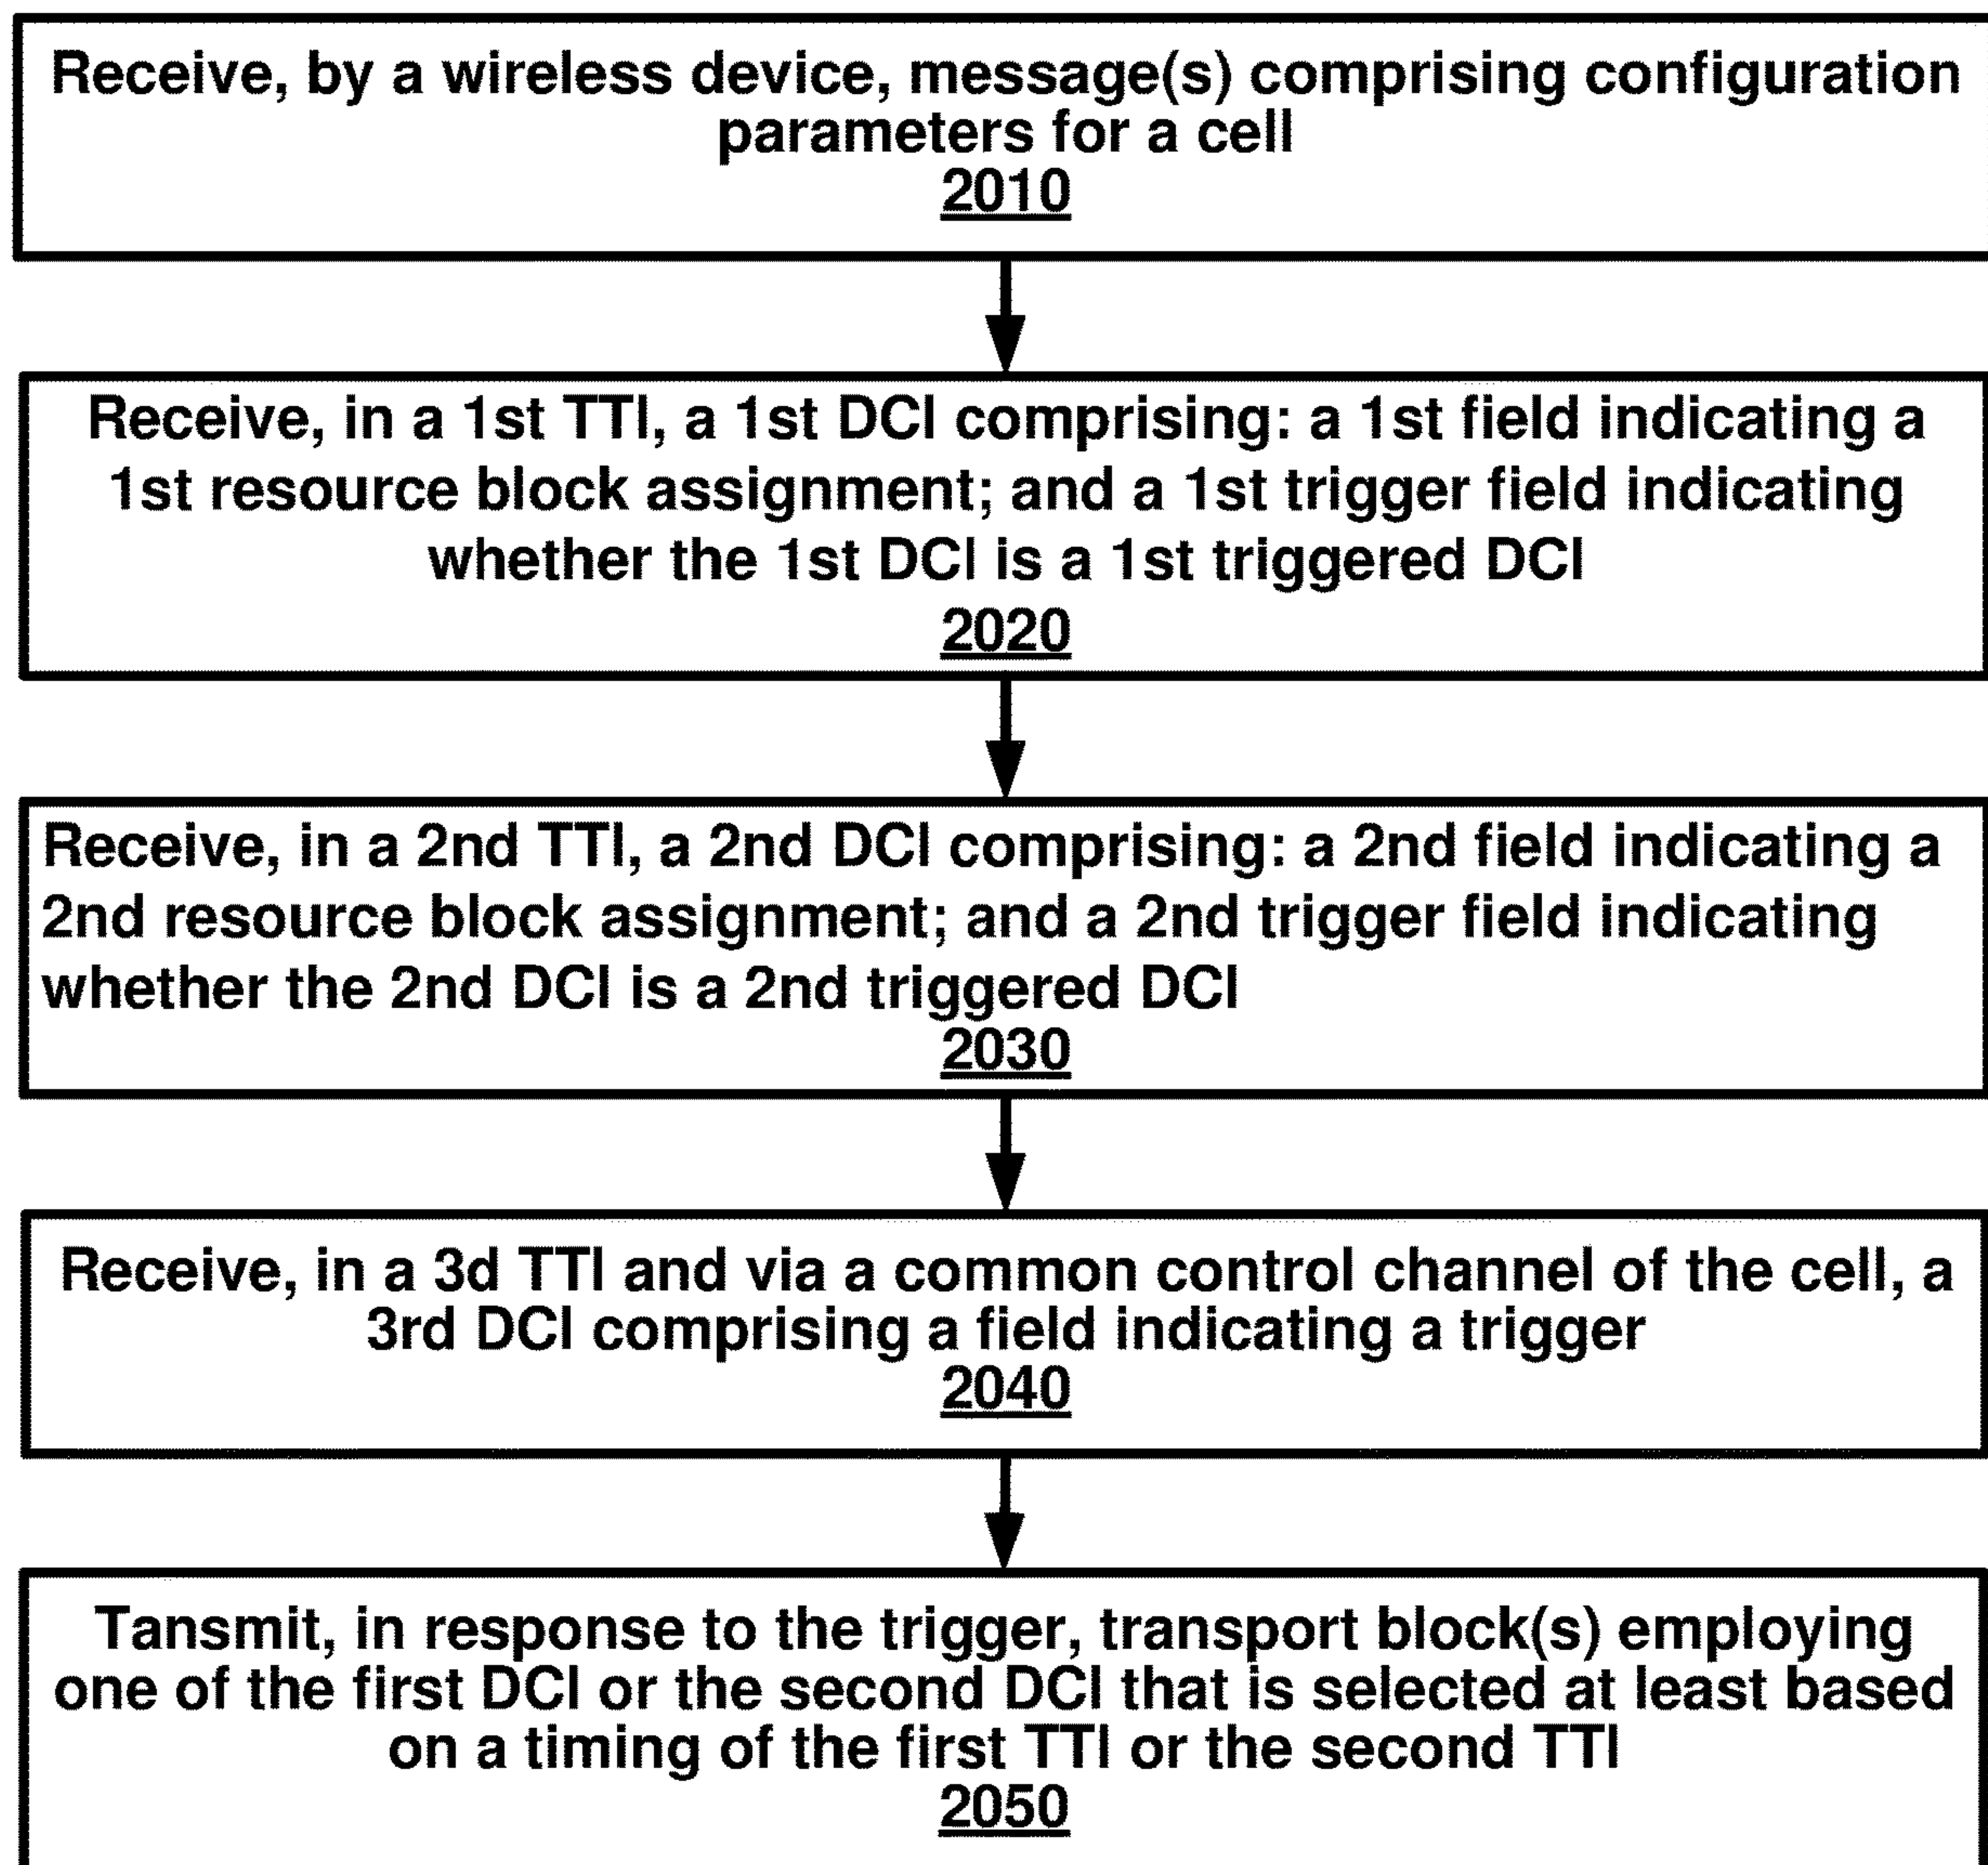 Receive, by a wireless device, message(s) comprising configuration
parameters for a cell
2010
Receive, in a 1st TTI, a 1st DCI comprising: a 1st field indicating a
1st resource block assignment; and a 1st trigger field indicating
whether the 1st DCI is a 1st triggered DCI
2020
Receive, in a 2nd TTI, a 2nd DCI comprising: a 2nd field indicating a
2nd resource block assignment; and a 2nd trigger field indicating
whether the 2nd DCI is a 2nd triggered DCI
2030
Receive, in a 3d TTI and via a common control channel of the cell, a
3rd DCI comprising a field indicating a trigger
2040
Tansmit, in response to the trigger, transport block(s) employing
one of the first DCI or the second DCI that is selected at least based
on a timing of the first TTI or the second TTI
2050